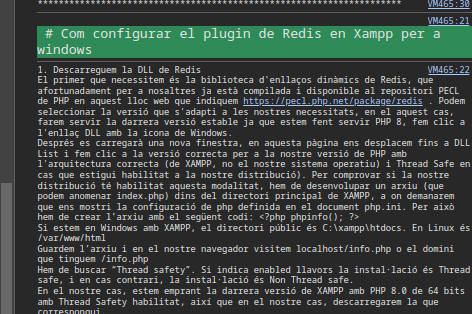 ********************************************************************** VM465:30
VM465:21
# Com configurar el plugin de Redis en Xampp per a
windows
1. Descarreguem la DLL de Redis VM465:22
El primer que necessitem és la biblioteca d'enllaços dinàmics de Redis, que
afortunadament per a nosaltres ja està compilada i disponible al repositori PECL
de PHP en aquest lloc web que indiquem https://pecl.php.net/package/redis . Podem
seleccionar la versió que s'adapti a les nostres necessitats, en el aquest cas,
farem servir la darrera versió estable ja que estem fent servir PHP 8, fem clic a
l'enllaç DLL amb la icona de Windows.
Després es carregarà una nova finestra, en aquesta pàgina ens desplacem fins a DLL
List i fem clic a la versió correcta per a la nostre versió de PHP amb
l'arquitectura correcta (de XAMPP, no el nostre sistema operatiu) i Thread Safe en
cas que estigui habilitat a la nostre distribució). Per comprovar si la nostre
distribució té habilitat aquesta modalitat, hem de desenvolupar un arxiu (que
podem anomenar index.php) dins del directori principal de XAMPP, a on demanarem
que ens mostri la configuració de php definida en el document php.ini. Per això
hem de crear l'arxiu amb el següent codi: <?php phpinfo(); ?>
Si estem en Windows amb XAMPP, el directori públic és C:\xampp\htdocs. En Linux és
/var/www/html
Guardem l'arxiu i en el nostre navegador visitem localhost/info.php o el domini
que tinguem /info.php
Hem de buscar "Thread safety". Si indica enabled llavors la instal·lació és Thread
safe, i en cas contrari, la instal·lació és Non Thread safe.
En el nostre cas, estem emprant la darrera versió de XAMPP amb PHP 8.0 de 64 bits
amb Thread Safety habilitat, així que en el nostre cas, descarregarem la que
correspongui